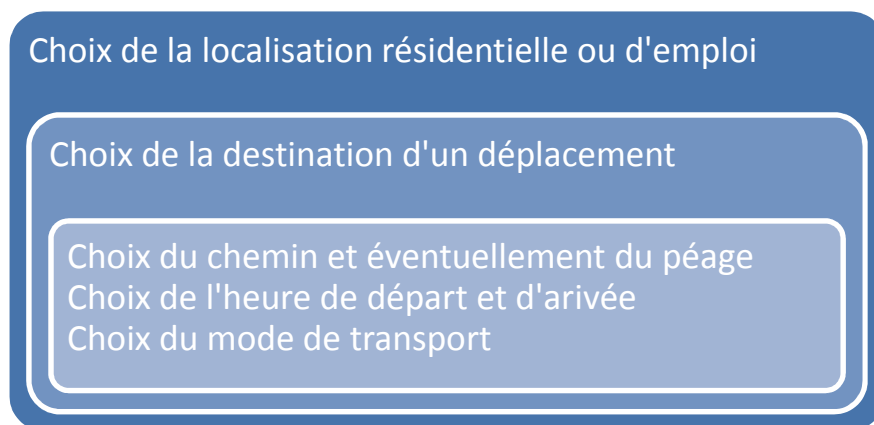 Choix de la localisation résidentielle ou d'emploi
Choix de la destination d'un déplacement
Choix du chemin et éventuellement du péage
Choix de l'heure de départ et d'arivée
Choix du mode de transport